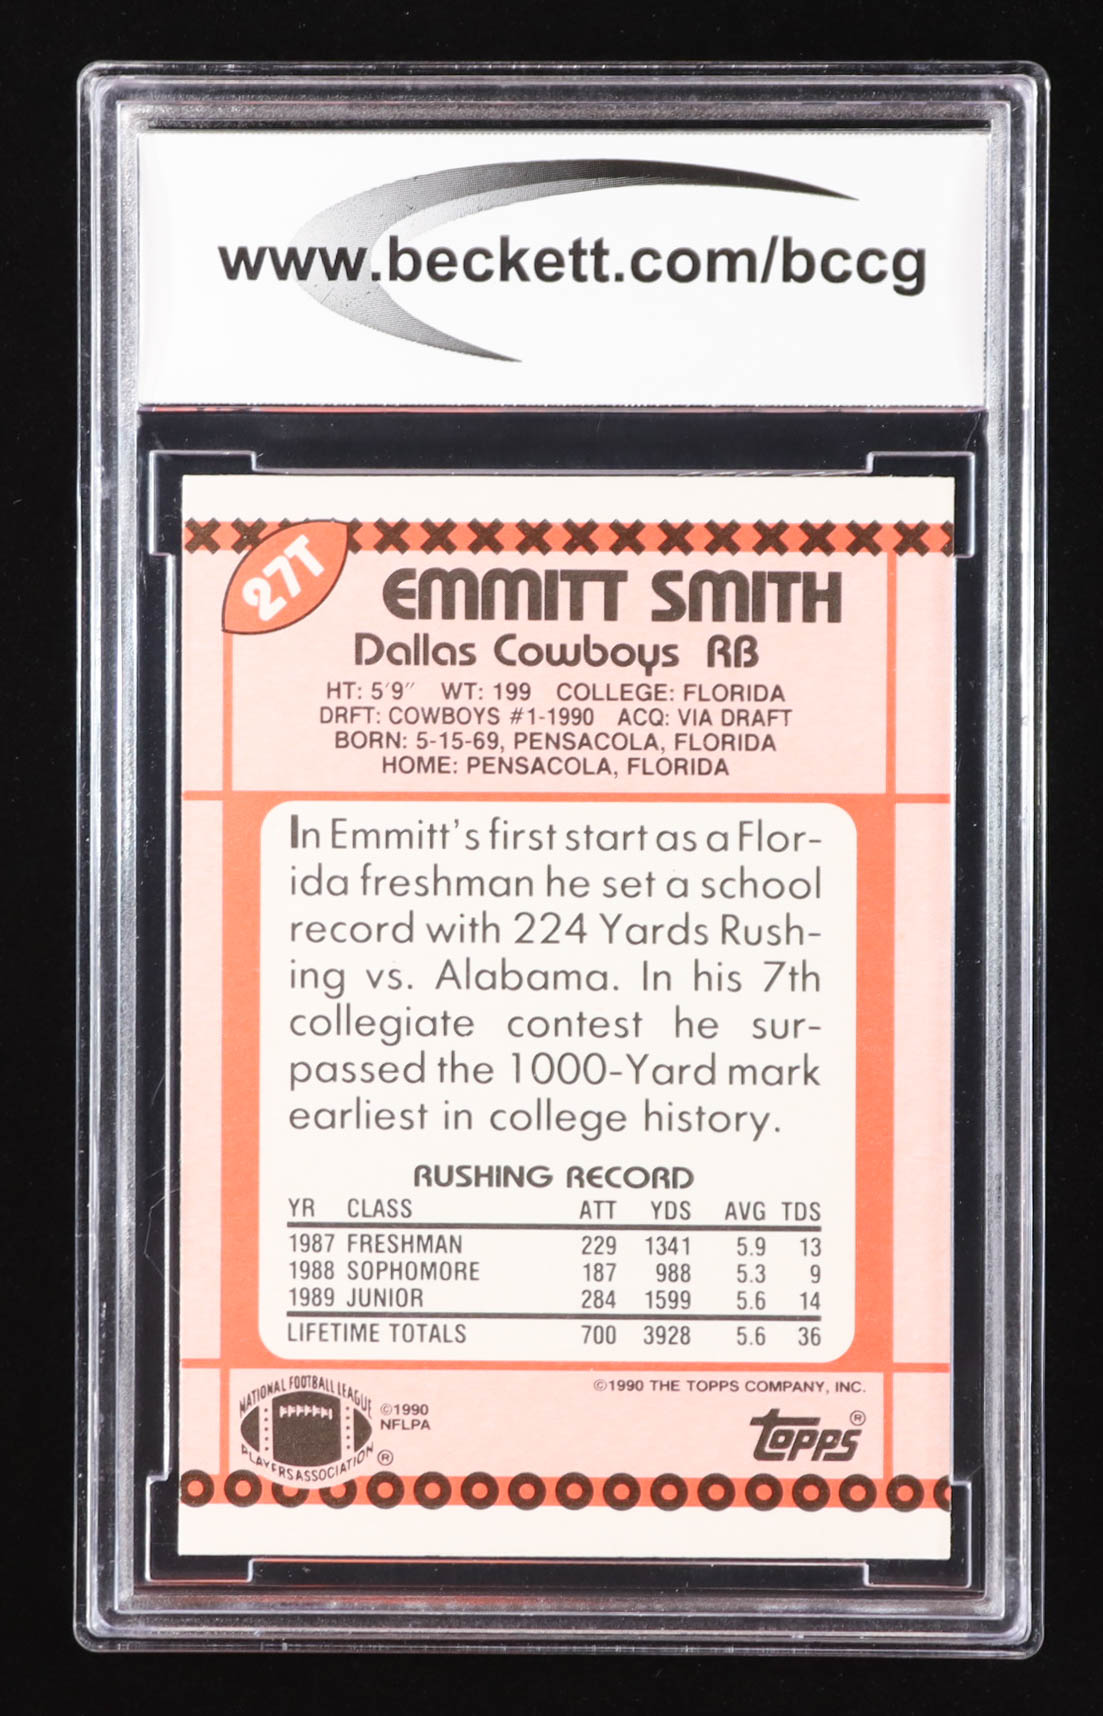 www.beckett.com/bccg
27T
EMMITT SMITH
Dallas Cowboys RB
HT: 5'9" WT: 199 COLLEGE: FLORIDA
DRFT: COWBOYS #1-1990 ACQ: VIA DRAFT
BORN: 5-15-69, PENSACOLA, FLORIDA
HOME: PENSACOLA, FLORIDA
In Emmitt's first start as a Flor-
ida freshman he set a school
record with 224 Yards Rush-
ing vs. Alabama. In his 7th
collegiate contest he sur-
passed the 1000-Yard mark
earliest in college history.
RUSHING RECORD
YR CLASS ATT YDS AVG TDS
1987 FRESHMAN 229 1341 5.9 13
1988 SOPHOMORE 187 988 5.3 9
1989 JUNIOR 284 1599 5.6 14
LIFETIME TOTALS 700 3928 5.6 36
©1990 THE TOPPS COMPANY, INC.
NATIONAL FOOTBALL LEAGUE
PLAYERS ASSOCIATION ®
©1990
NFLPA
topps®